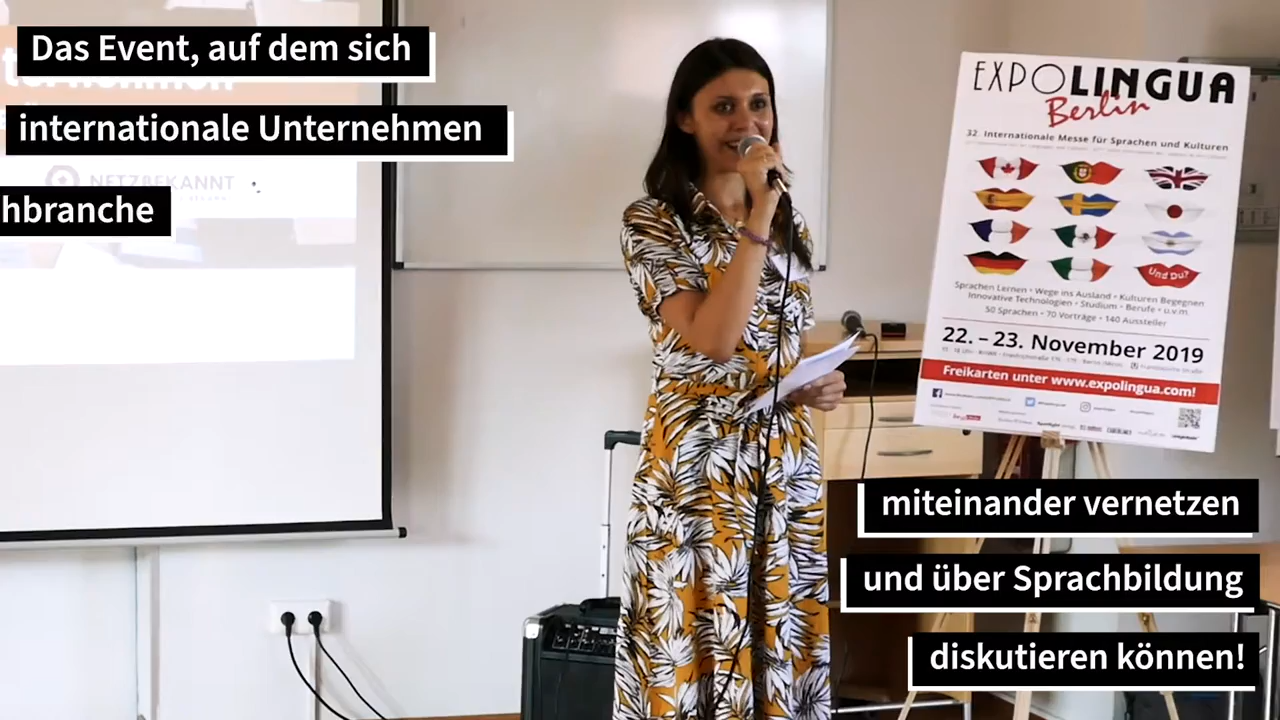 Das Event, auf dem sich
internationale Unternehmen
hbranche
NETZBEKANNT
EXPOLINGUA
Berlin
32. Internationale Messe für Sprachen und Kulturen
Und Du?
Sprachen Lernen • Wege ins Ausland • Kulturen Begegnen
Innovative Technologien • Studium • Berufe • u.v.m.
50 Sprachen • 70 Vorträge • 140 Aussteller
22. – 23. November 2019
Freikarten unter www.expolingua.com!
miteinander vernetzen
und über Sprachbildung
diskutieren können!